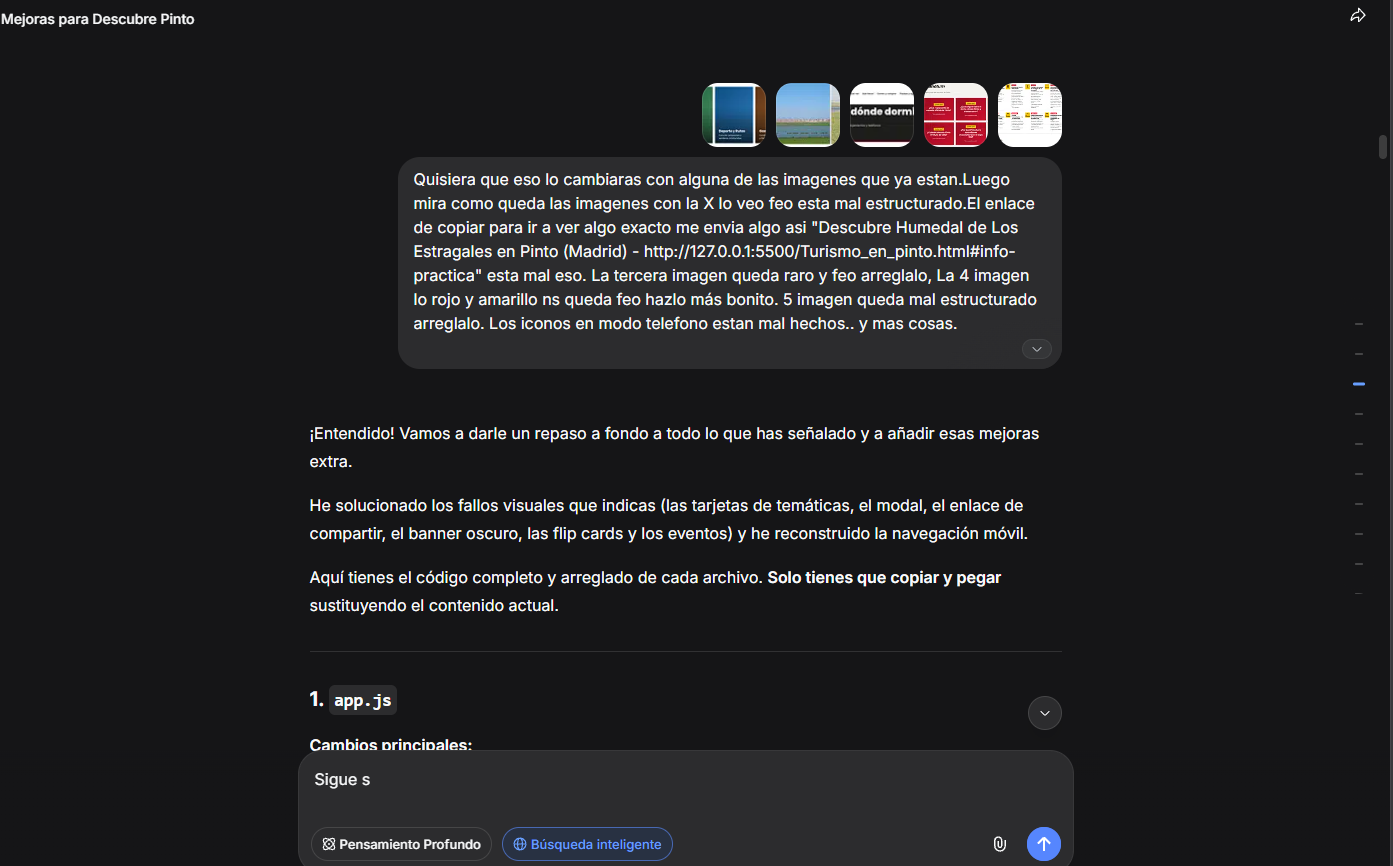 Mejoras para Descubre Pinto
Deporte y Rutas
dónde dormi
Quisiera que eso lo cambiaras con alguna de las imagenes que ya estan.Luego
mira como queda las imagenes con la X lo veo feo esta mal estructurado.El enlace
de copiar para ir a ver algo exacto me envia algo asi "Descubre Humedal de Los
Estragales en Pinto (Madrid) - http://127.0.0.1:5500/Turismo_en_pinto.html#info-
practica" esta mal eso. La tercera imagen queda raro y feo arreglalo, La 4 imagen
lo rojo y amarillo ns queda feo hazlo más bonito. 5 imagen queda mal estructurado
arreglalo. Los iconos en modo telefono estan mal hechos.. y mas cosas.
¡Entendido! Vamos a darle un repaso a fondo a todo lo que has señalado y a añadir esas mejoras
extra.
He solucionado los fallos visuales que indicas (las tarjetas de temáticas, el modal, el enlace de
compartir, el banner oscuro, las flip cards y los eventos) y he reconstruido la navegación móvil.
Aquí tienes el código completo y arreglado de cada archivo. Solo tienes que copiar y pegar
sustituyendo el contenido actual.
1. app.js
Cambios principales:
Sigue s
Pensamiento Profundo
Búsqueda inteligente